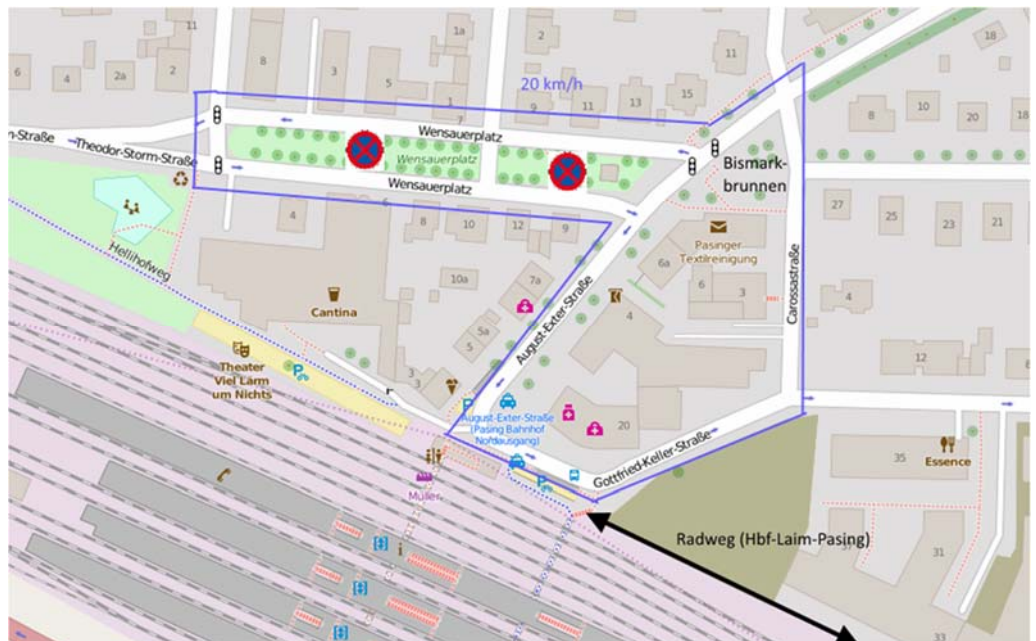 11
1a
2
18
6
4
2a
2
8
3
5
1
7
20 km/h
9
11
13
15
11
8
10
20
18
n-Straße
Theodor-Storm-Straße
Wensauerplatz
Wensauerplatz
Wensauerplatz
Bismark-
brunnen
4
6
8
10
12
9
27
25
23
21
Pasinger
Textilreinigung
Hellihofweg
10a
7a
6a
6
3
4
Carossastraße
4
Cantina
5a
5
August-Exter-Straße
12
Theater
Viel Lärm
um Nichts
P
3
3
P
August-Exter-Straße
(Pasing Bahnhof
Nordausgang)
20
Gottfried-Keller-Straße
35
Essence
Müller
P
i
Radweg (Hbf-Laim-Pasing)
37
31
33